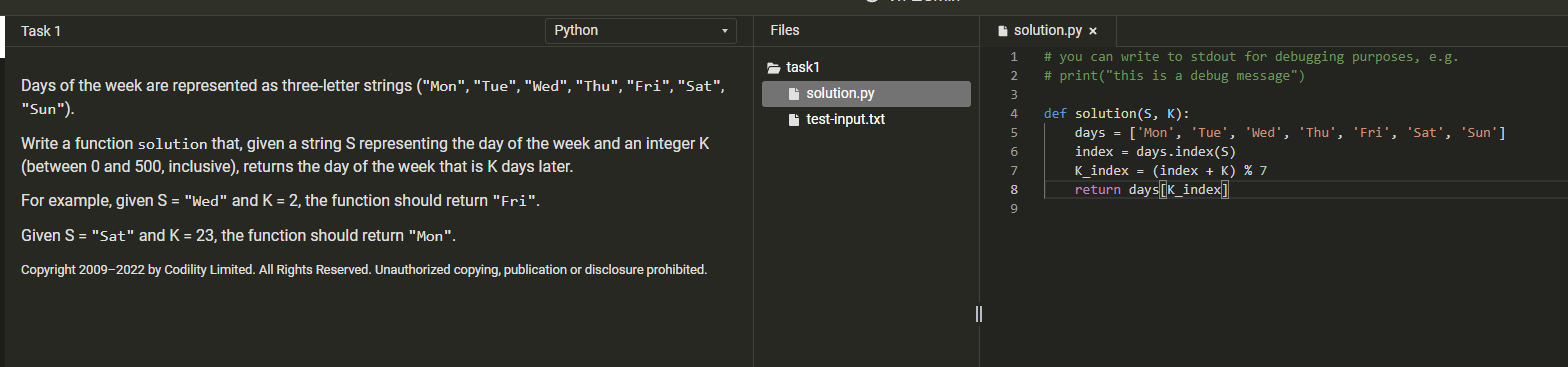 Task 1
Python
Days of the week are represented as three-letter strings ("Mon", "Tue", "Wed", "Thu", "Fri", "Sat",
"Sun").
Write a function solution that, given a string S representing the day of the week and an integer K
(between 0 and 500, inclusive), returns the day of the week that is K days later.
For example, given S = "Wed" and K = 2, the function should return "Fri".
Given S = "Sat" and K = 23, the function should return "Mon".
Copyright 2009–2022 by Codility Limited. All Rights Reserved. Unauthorized copying, publication or disclosure prohibited.
Files
task1
solution.py
test-input.txt
solution.py ×
1 # you can write to stdout for debugging purposes, e.g.
2 # print("this is a debug message")
3
4 def solution(S, K):
5     days = ['Mon', 'Tue', 'Wed', 'Thu', 'Fri', 'Sat', 'Sun']
6     index = days.index(S)
7     K_index = (index + K) % 7
8     return days[K_index]
9